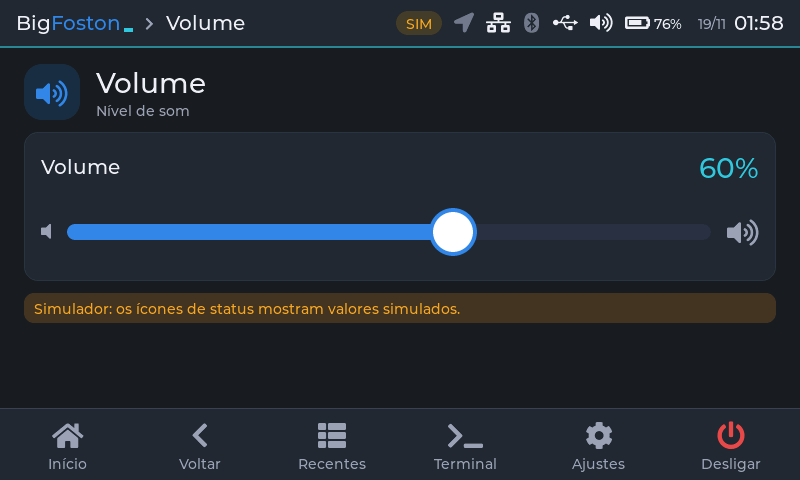 BigFoston_ > Volume SIM 76% 19/11 01:58
Volume
Nível de som
Volume 60%
Simulador: os ícones de status mostram valores simulados.
Início Voltar Recentes Terminal Ajustes Desligar